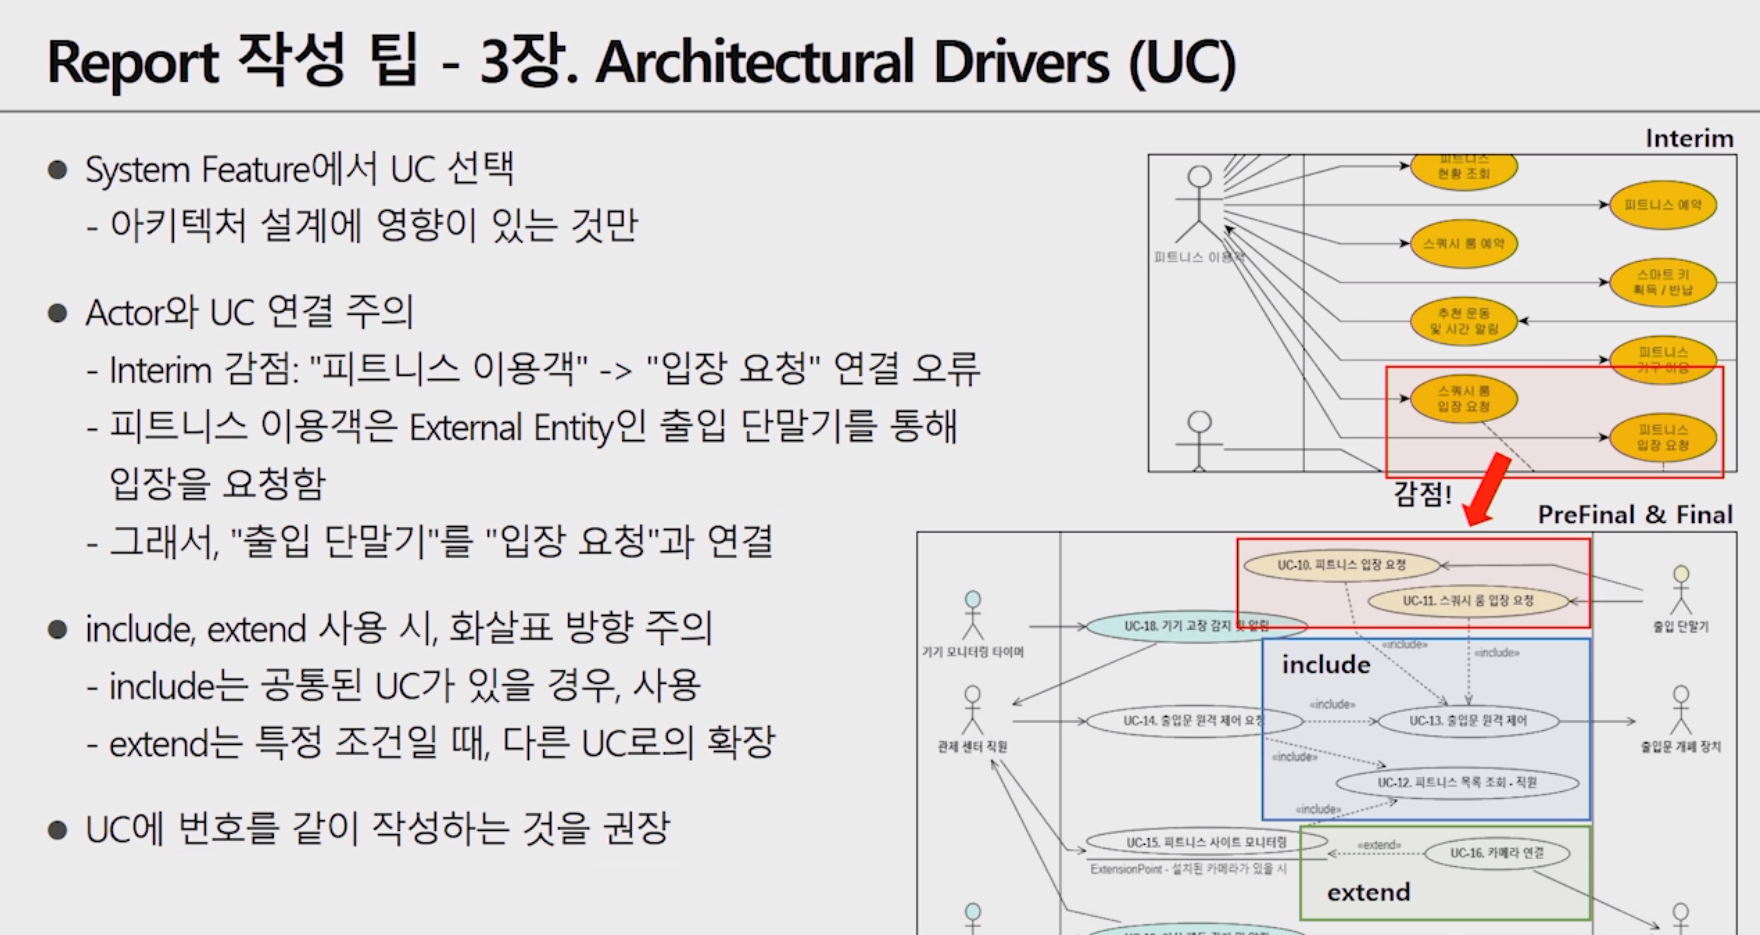 Report 작성 팁 - 3장. Architectural Drivers (UC)
● System Feature에서 UC 선택
- 아키텍처 설계에 영향이 있는 것만
● Actor와 UC 연결 주의
- Interim 감점: "피트니스 이용객" -> "입장 요청" 연결 오류
- 피트니스 이용객은 External Entity인 출입 단말기를 통해
입장을 요청함
- 그래서, "출입 단말기"를 "입장 요청"과 연결
● include, extend 사용 시, 화살표 방향 주의
- include는 공통된 UC가 있을 경우, 사용
- extend는 특정 조건일 때, 다른 UC로의 확장
● UC에 번호를 같이 작성하는 것을 권장
Interim
피트니스
현황 조회
피트니스 예약
스쿼시 룸 예약
피트니스 이용객
스마트 키
획득 / 반납
추천 운동
및 시간 알림
피트니스
기구 이용
스쿼시 룸
입장 요청
피트니스
입장 요청
감점!
PreFinal & Final
UC-10. 피트니스 입장 요청
UC-11. 스쿼시 룸 입장 요청
출입 단말기
UC-18. 기기 고장 감지 및 알림
기기 모니터링 타이머
include
«include»
«include»
«include»
UC-14. 출입문 원격 제어 요청
UC-13. 출입문 원격 제어
관제 센터 직원
출입문 개폐 장치
«include»
UC-12. 피트니스 목록 조회 - 직원
«include»
UC-15. 피트니스 사이트 모니터링
«extend»
UC-16. 카메라 연결
ExtensionPoint - 설치된 카메라가 있을 시
extend